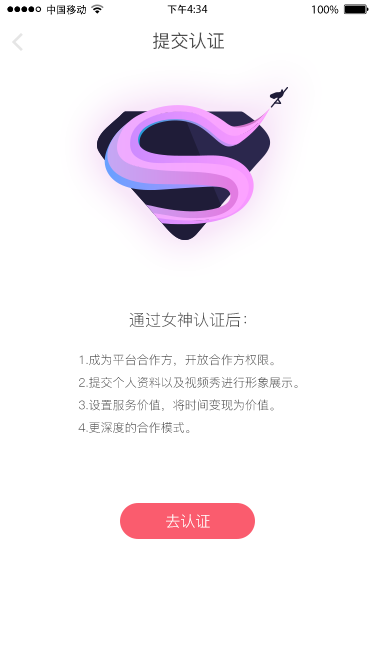 中国移动 下午4:34 100%
提交认证
通过女神认证后：
1.成为平台合作方，开放合作方权限。
2.提交个人资料以及视频秀进行形象展示。
3.设置服务价值，将时间变现为价值。
4.更深度的合作模式。
去认证